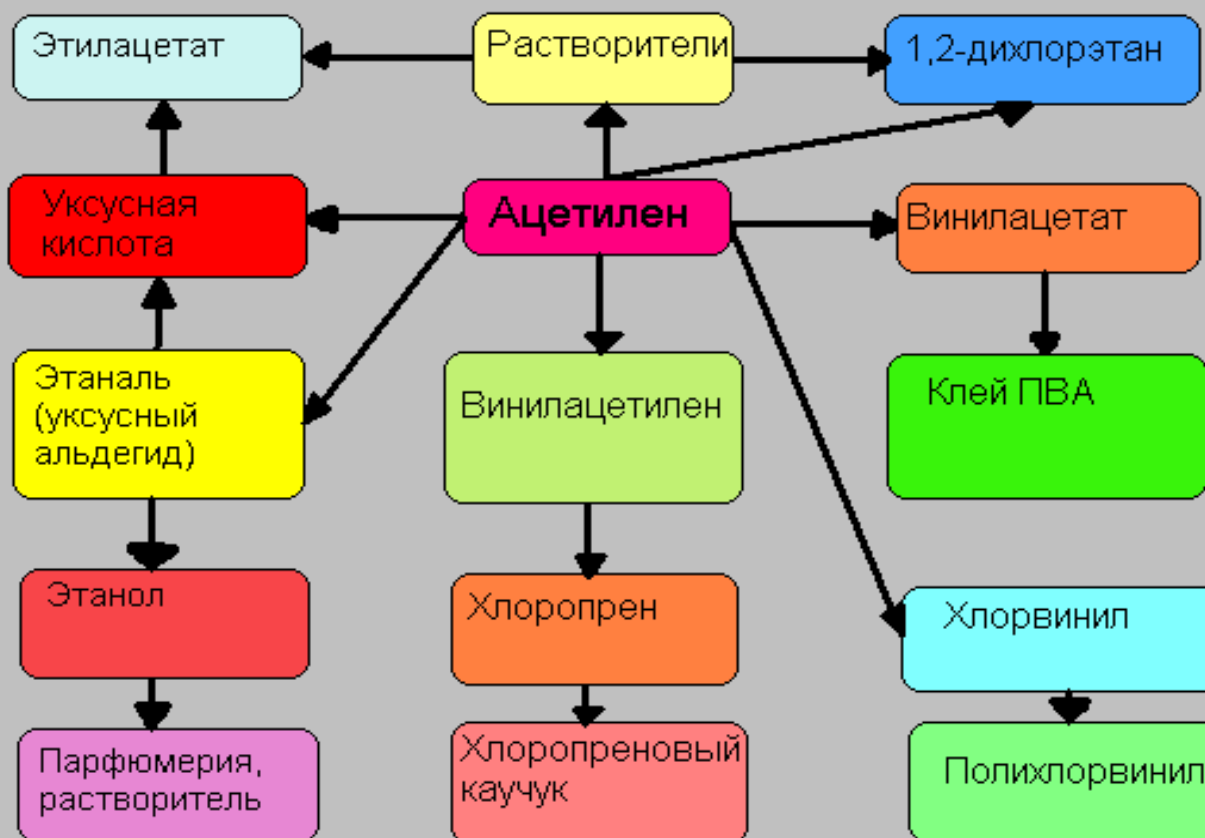 Этилацетат
Растворители
1,2-дихлорэтан
Уксусная
кислота
Ацетилен
Винилацетат
Этаналь
(уксусный
альдегид)
Винилацетилен
Клей ПВА
Этанол
Хлоропрен
Хлорвинил
Парфюмерия,
растворитель
Хлоропреновый
каучук
Полихлорвинил